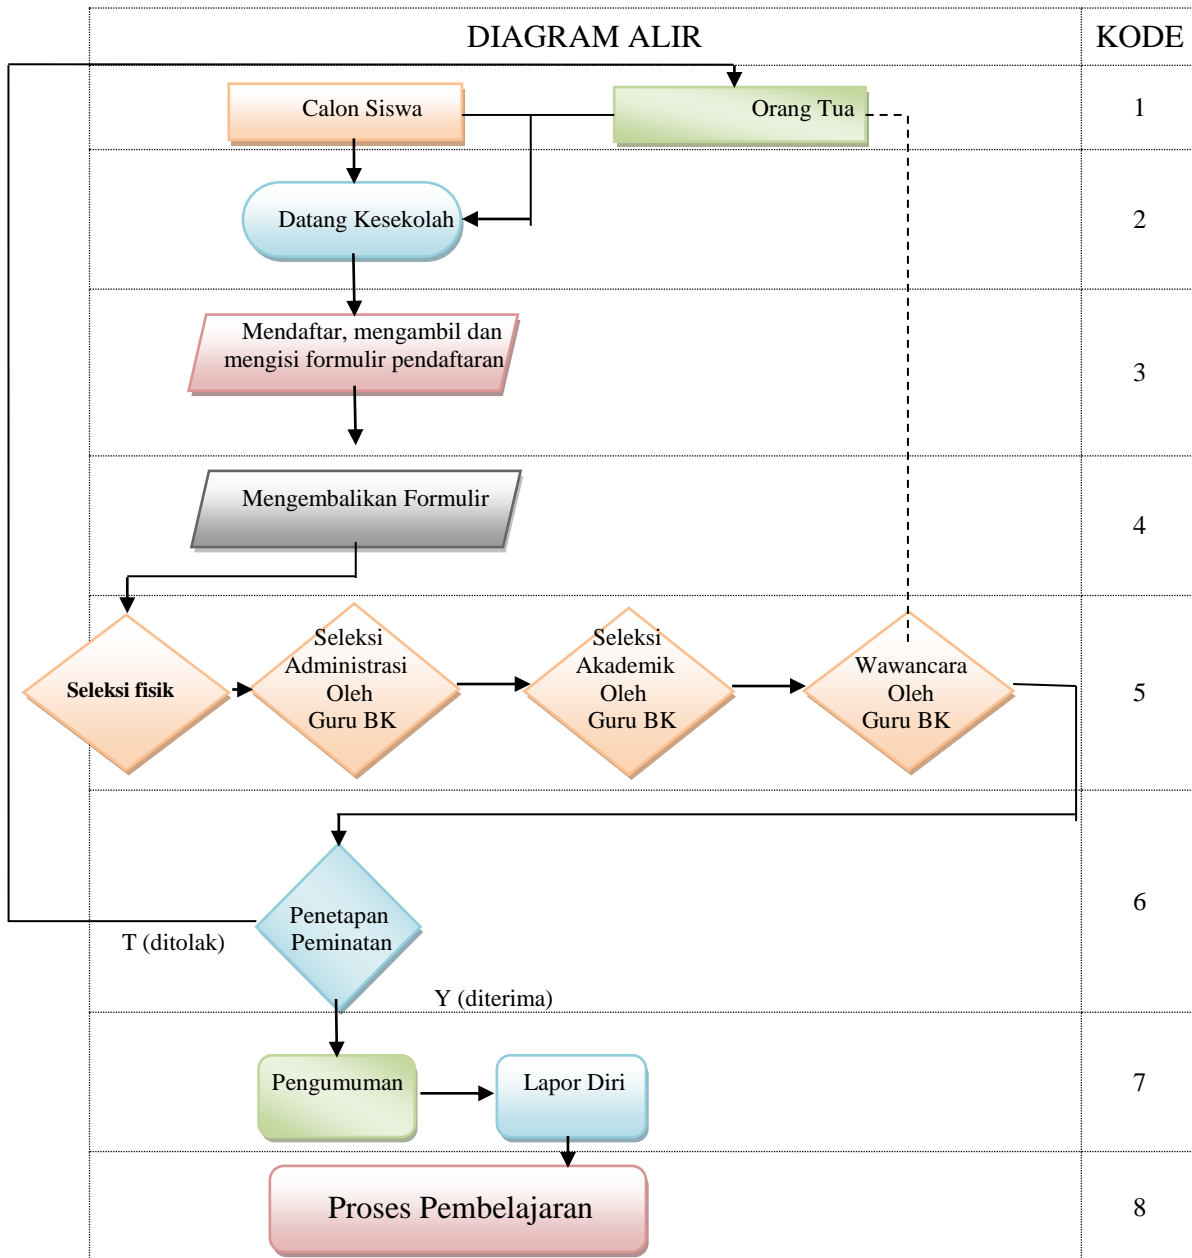 DIAGRAM ALIR
KODE
Calon Siswa
Orang Tua
1
Datang Kesekolah
2
Mendaftar, mengambil dan
mengisi formulir pendaftaran
3
Mengembalikan Formulir
4
Seleksi fisik
Seleksi
Administrasi
Oleh
Guru BK
Seleksi
Akademik
Oleh
Guru BK
Wawancara
Oleh
Guru BK
5
Penetapan
Peminatan
6
T (ditolak)
Y (diterima)
Pengumuman
Lapor Diri
7
Proses Pembelajaran
8